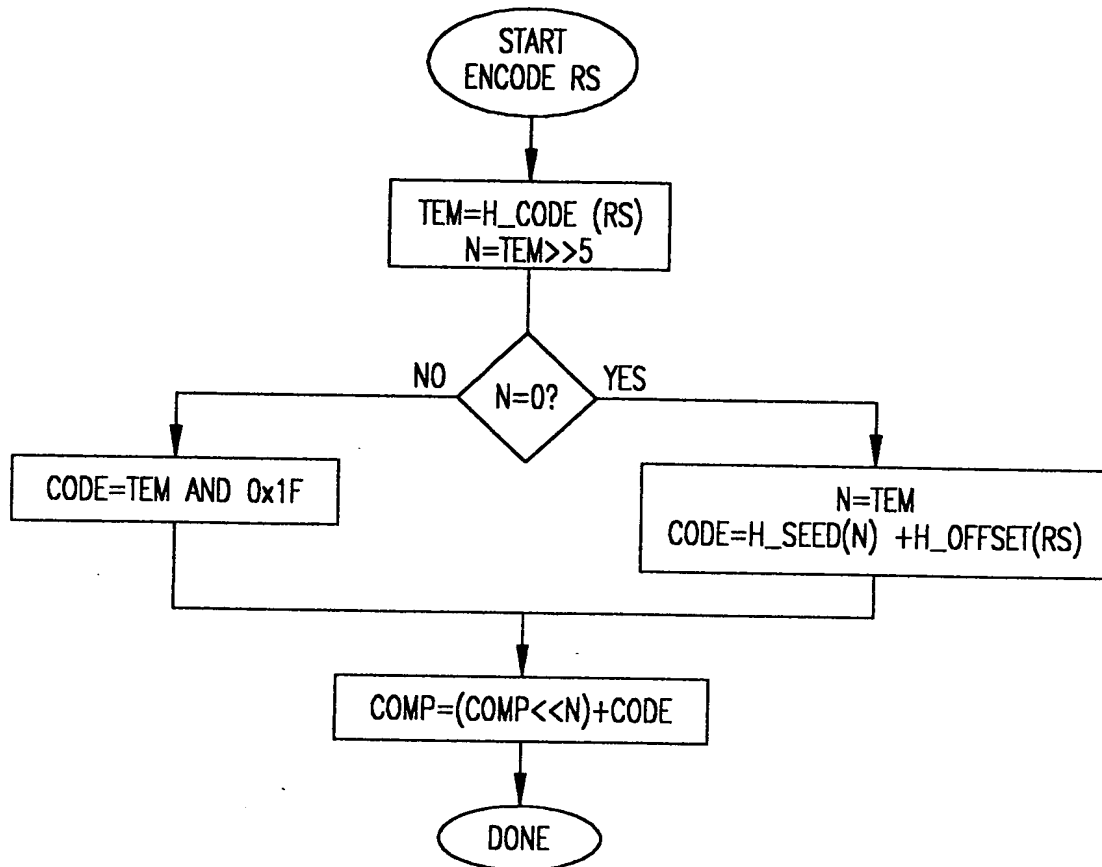 START
ENCODE RS
TEM=H_CODE (RS)
N=TEM>>5
NO
N=0?
YES
CODE=TEM AND 0x1F
N=TEM
CODE=H_SEED(N) +H_OFFSET(RS)
COMP=(COMP<<N)+CODE
DONE